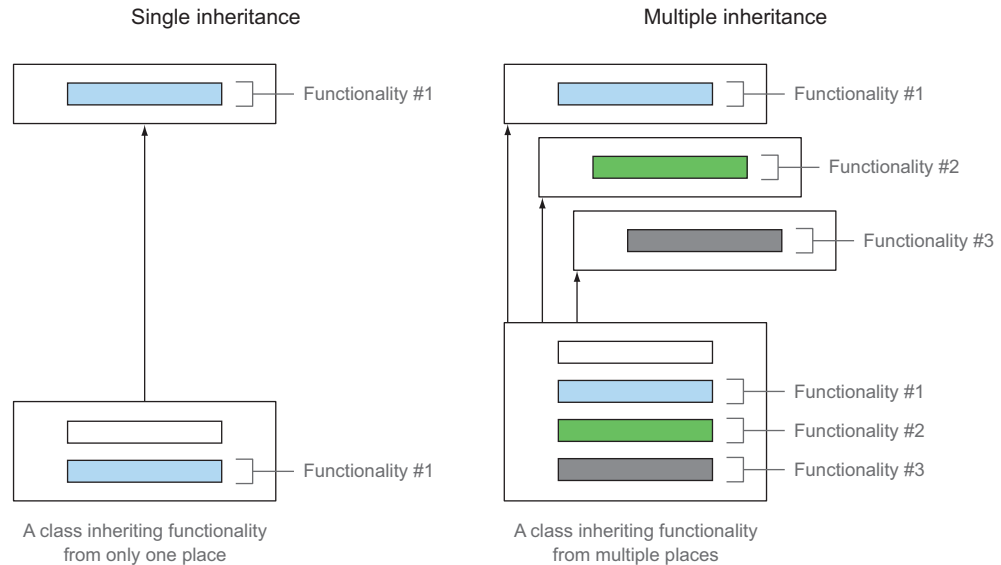 Single inheritance
Functionality #1
Functionality #1
A class inheriting functionality
from only one place
Multiple inheritance
Functionality #1
Functionality #2
Functionality #3
Functionality #1
Functionality #2
Functionality #3
A class inheriting functionality
from multiple places